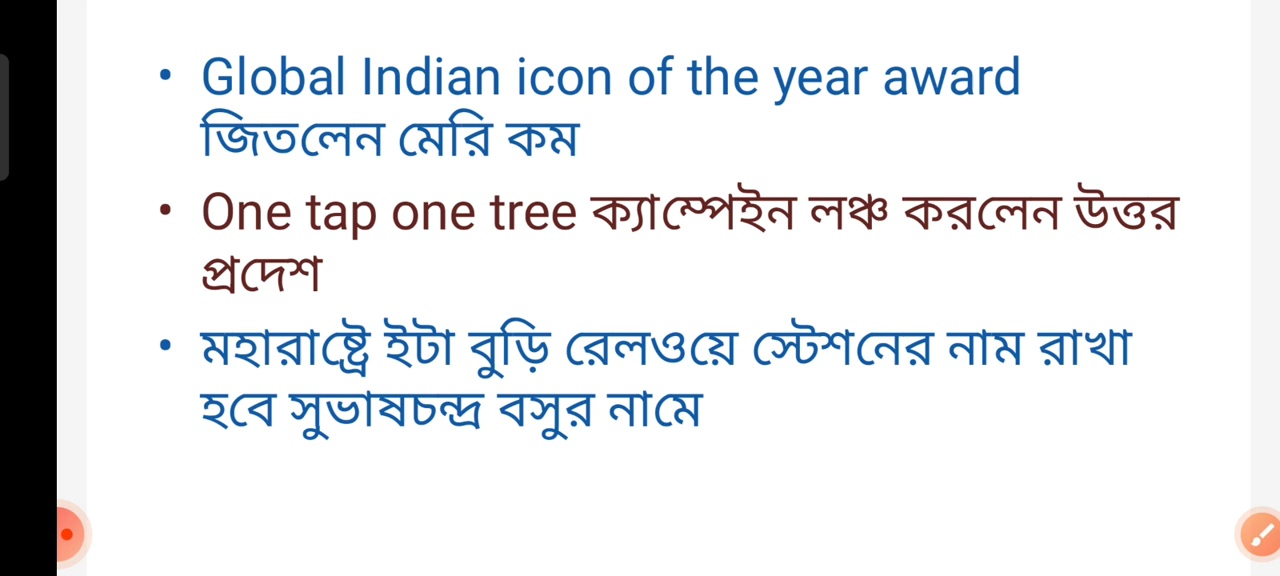 • Global Indian icon of the year award
জিতলেন মেরি কম
• One tap one tree ক্যাম্পেইন লঞ্চ করলেন উত্তর
প্রদেশ
• মহারাষ্ট্রে ইটা বুড়ি রেলওয়ে স্টেশনের নাম রাখা
হবে সুভাষচন্দ্র বসুর নামে